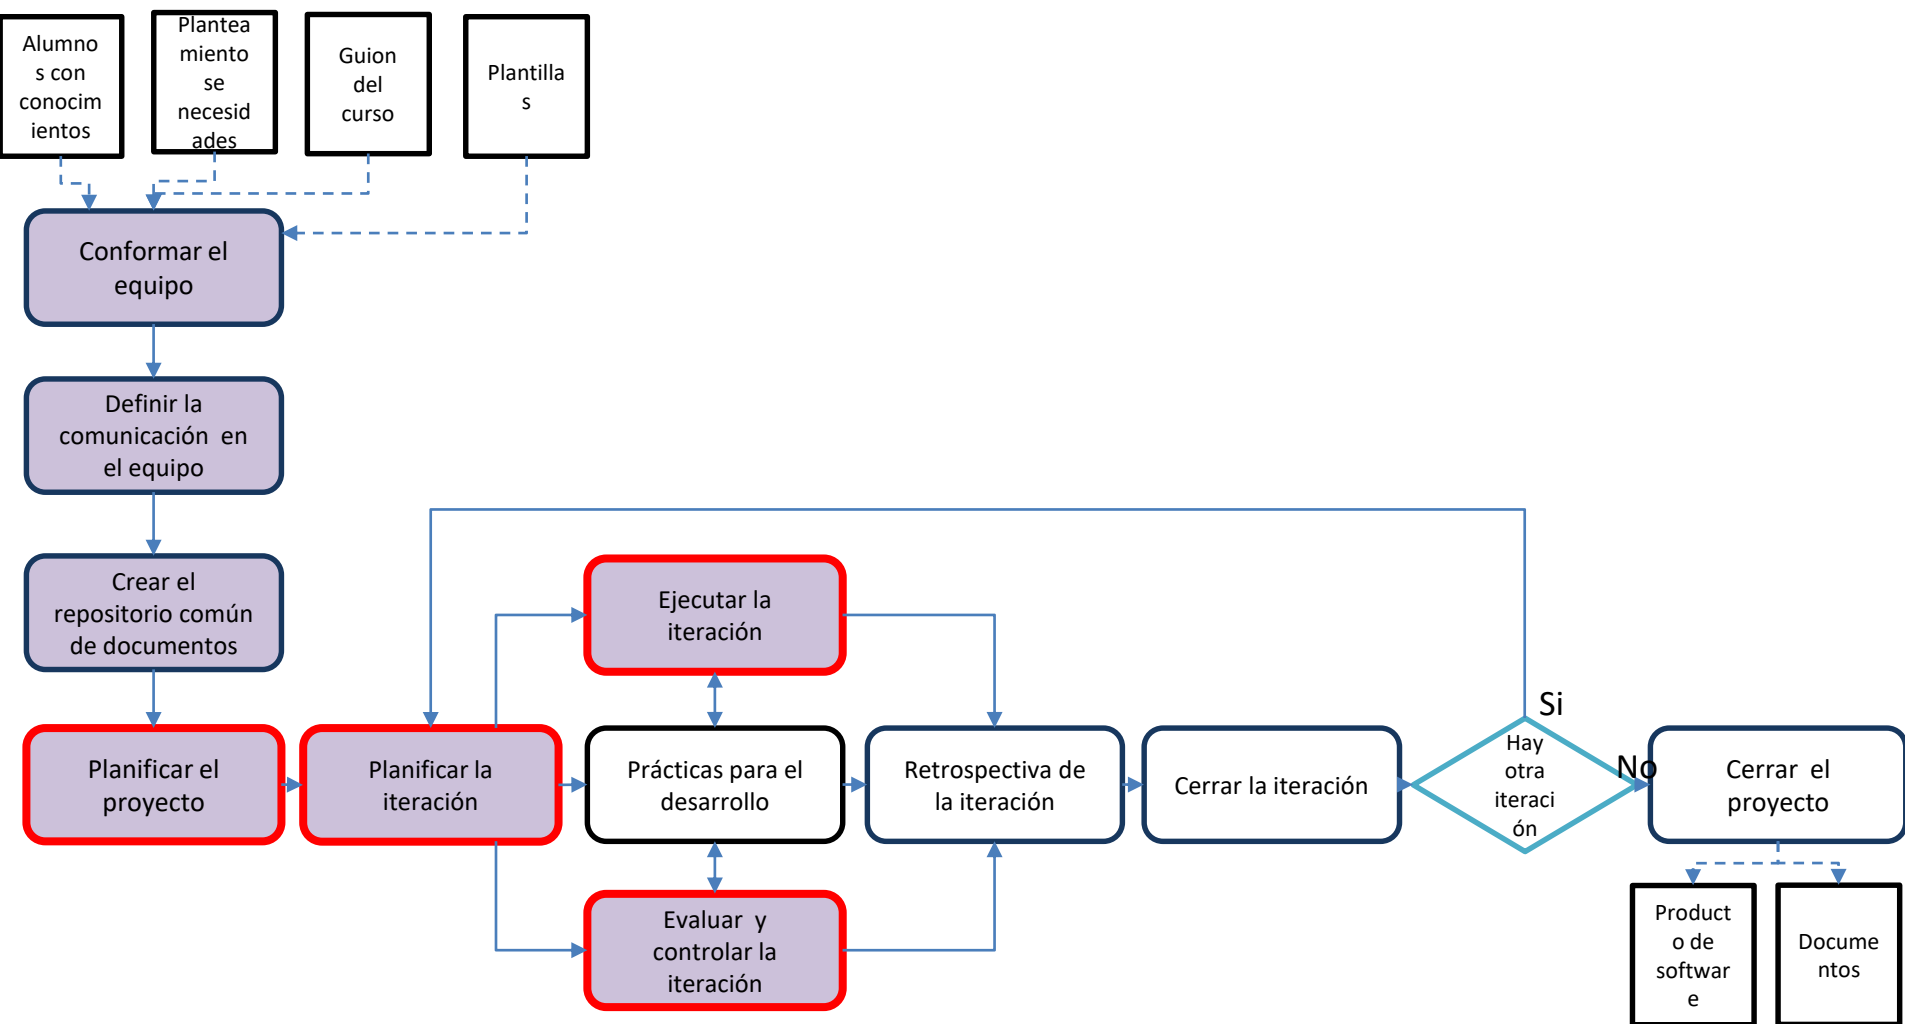 Alumno
s con
conocim
ientos
Plantea
miento
se
necesid
ades
Guion
del
curso
Plantilla
s
Conformar el
equipo
Definir la
comunicación en
el equipo
Crear el
repositorio común
de documentos
Planificar el
proyecto
Planificar la
iteración
Ejecutar la
iteración
Prácticas para el
desarrollo
Evaluar y
controlar la
iteración
Retrospectiva de
la iteración
Cerrar la iteración
Si
Hay
otra
iteraci
ón
No
Cerrar el
proyecto
Product
o de
softwar
e
Docume
ntos